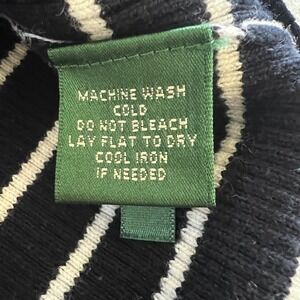 MACHINE WASH
COLD
DO NOT BLEACH
LAY FLAT TO DRY
COOL IRON
IF NEEDED